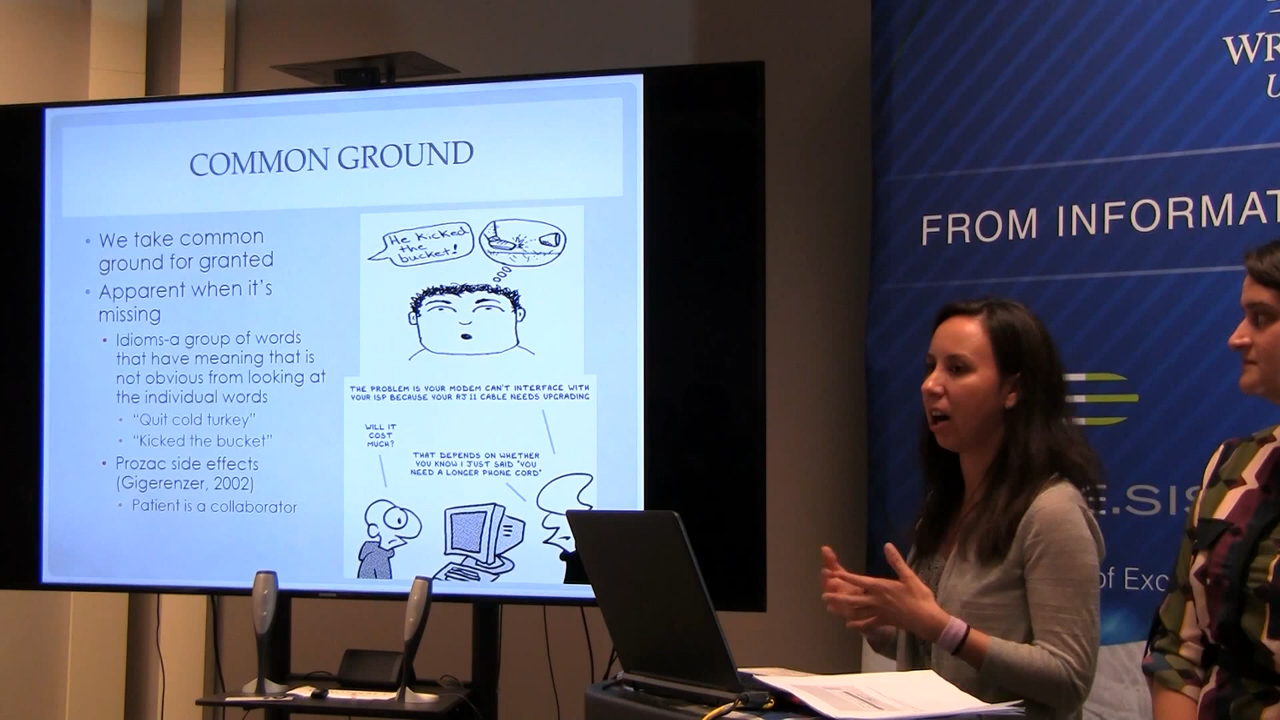 COMMON GROUND
• We take common
ground for granted
• Apparent when it's
missing
• Idioms-a group of words
that have meaning that is
not obvious from looking at
the individual words
• "Quit cold turkey"
• "Kicked the bucket"
• Prozac side effects
(Gigerenzer, 2002)
• Patient is a collaborator
He Kicked
the
bucket!
THE PROBLEM IS YOUR MODEM CAN'T INTERFACE WITH
YOUR ISP BECAUSE YOUR RJ 11 CABLE NEEDS UPGRADING
WILL IT
COST
MUCH?
THAT DEPENDS ON WHETHER
YOU KNOW I JUST SAID "YOU
NEED A LONGER PHONE CORD"
WR
U
FROM INFORMAT
E.SIS
of Exc